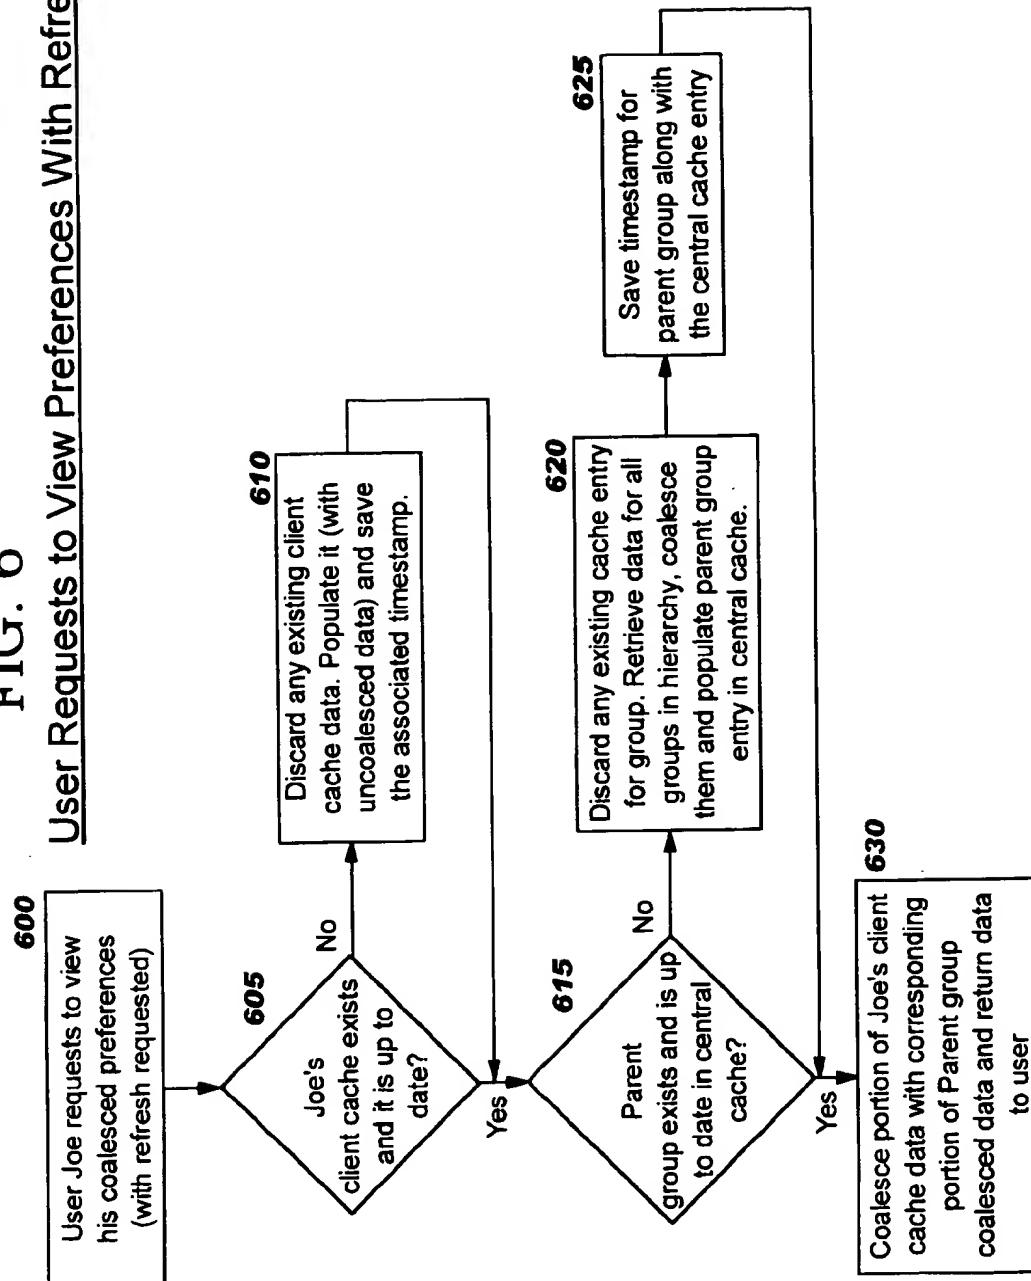 FIG. 6
User Requests to View Preferences With
600
User Joe requests to view
his coalesced preferences
(with refresh requested)
605
Joe's
client cache exists
and it is up to
date?
No
Yes
610
Discard any existing client
cache data. Populate it (with
uncoalesced data) and save
the associated timestamp.
615
Parent
group exists and is up
to date in central
cache?
No
Yes
620
Discard any existing cache entry
for group. Retrieve data for all
groups in hierarchy, coalesce
them and populate parent group
entry in central cache.
625
Save timestamp for
parent group along with
the central cache entry
630
Coalesce portion of Joe's client
cache data with corresponding
portion of Parent group
coalesced data and return data
to user